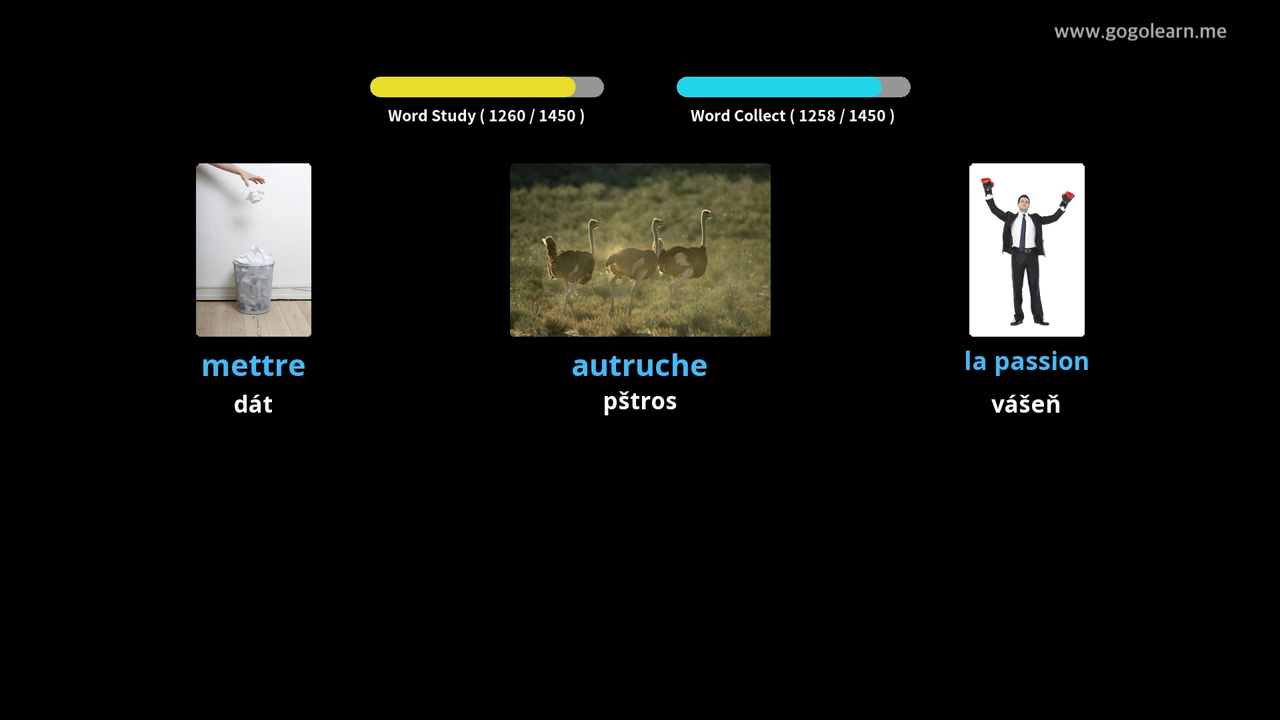 www.gogolearn.me
Word Study ( 1260 / 1450 )
Word Collect ( 1258 / 1450 )
mettre
dát
autruche
pštros
la passion
vášeň